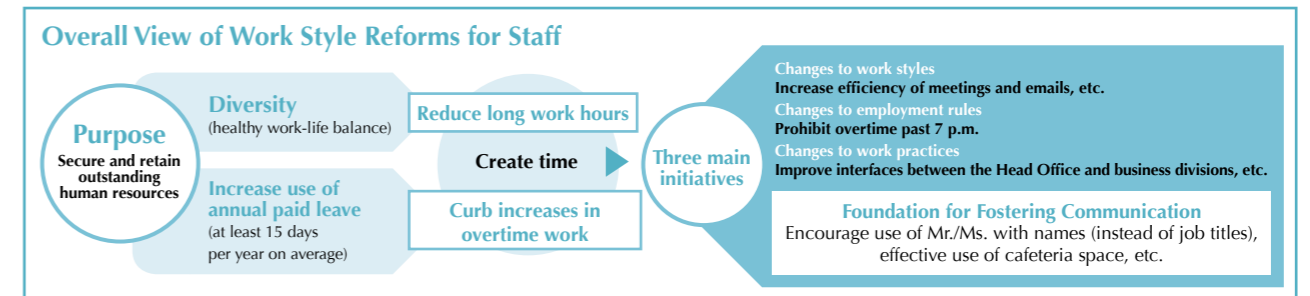 Overall View of Work Style Reforms for Staff
Purpose
Secure and retain
outstanding
human resources
Diversity
(healthy work-life balance)
Increase use of
annual paid leave
(at least 15 days
per year on average)
Reduce long work hours
Create time
Curb increases in
overtime work
Three main
initiatives
Changes to work styles
Increase efficiency of meetings and emails, etc.
Changes to employment rules
Prohibit overtime past 7 p.m.
Changes to work practices
Improve interfaces between the Head Office and business divisions, etc.
Foundation for Fostering Communication
Encourage use of Mr./Ms. with names (instead of job titles),
effective use of cafeteria space, etc.